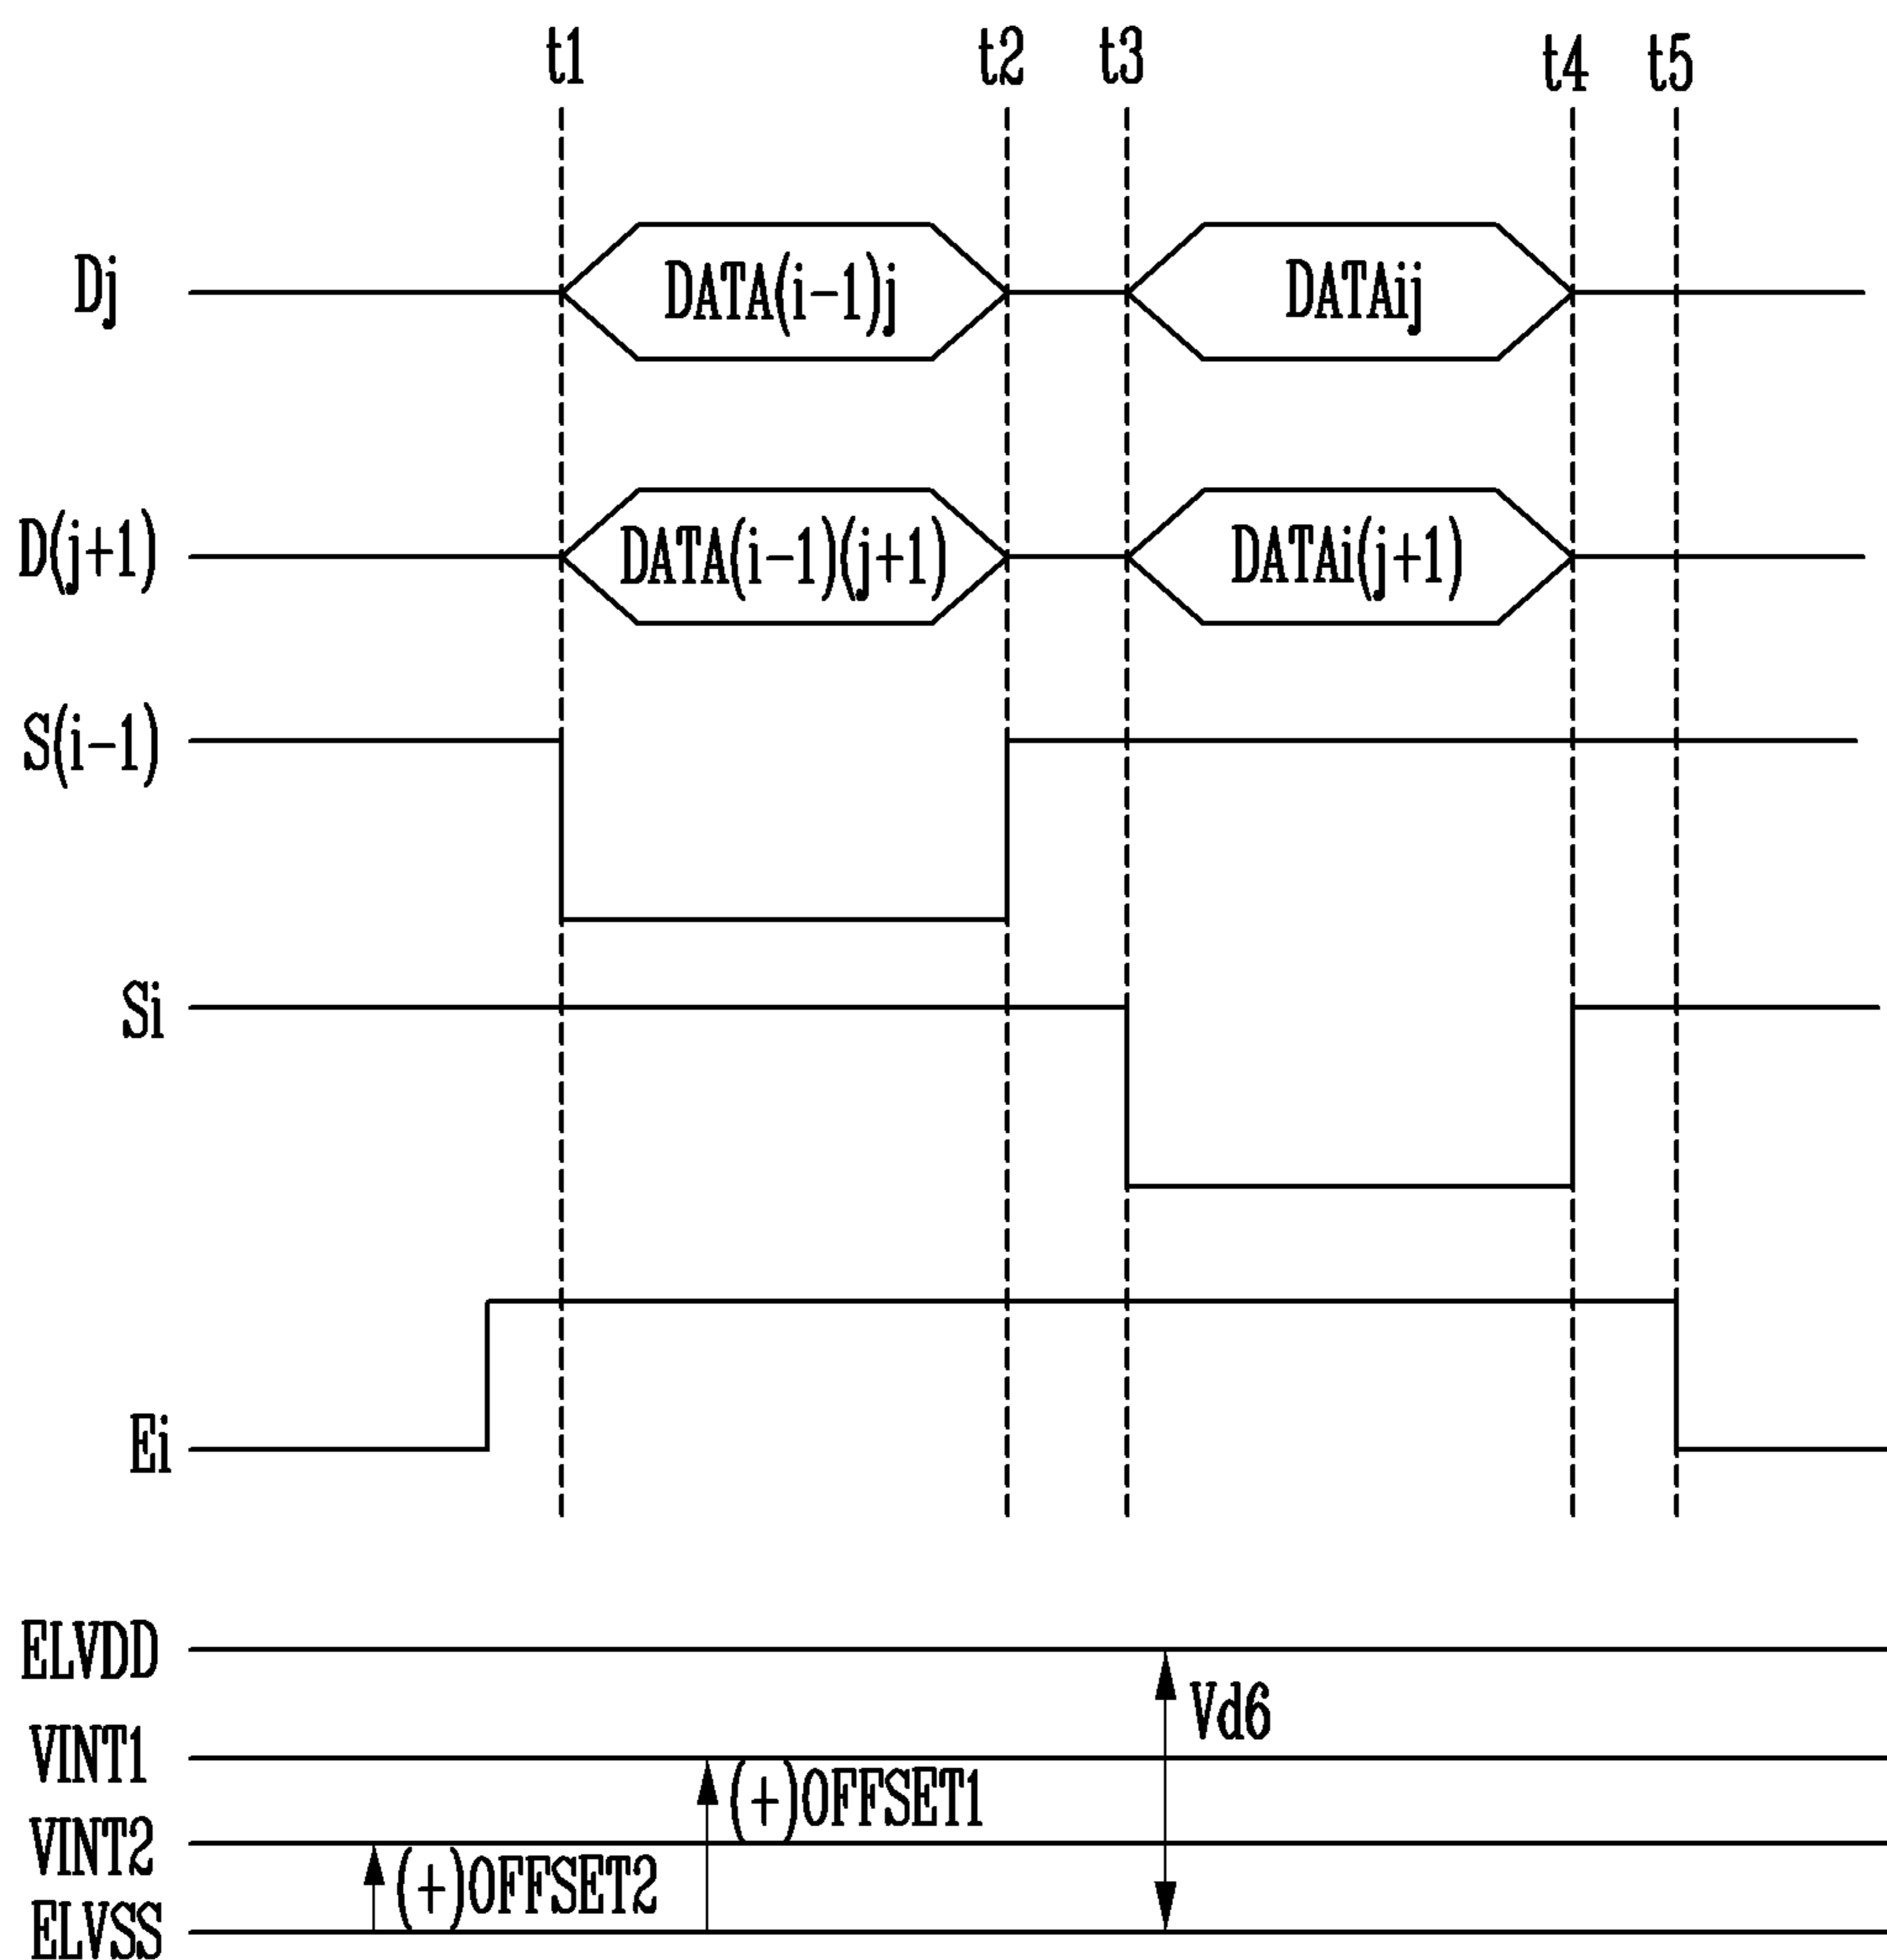 t1 t2 t3 t4 t5
Dj DATA(i-1)j DATAij
D(j+1) DATA(i-1)(j+1) DATAi(j+1)
S(i-1)
Si
Ei
ELVDD
Vd6
VINT1
(+)OFFSET1
VINT2
(+)OFFSET2
ELVSS